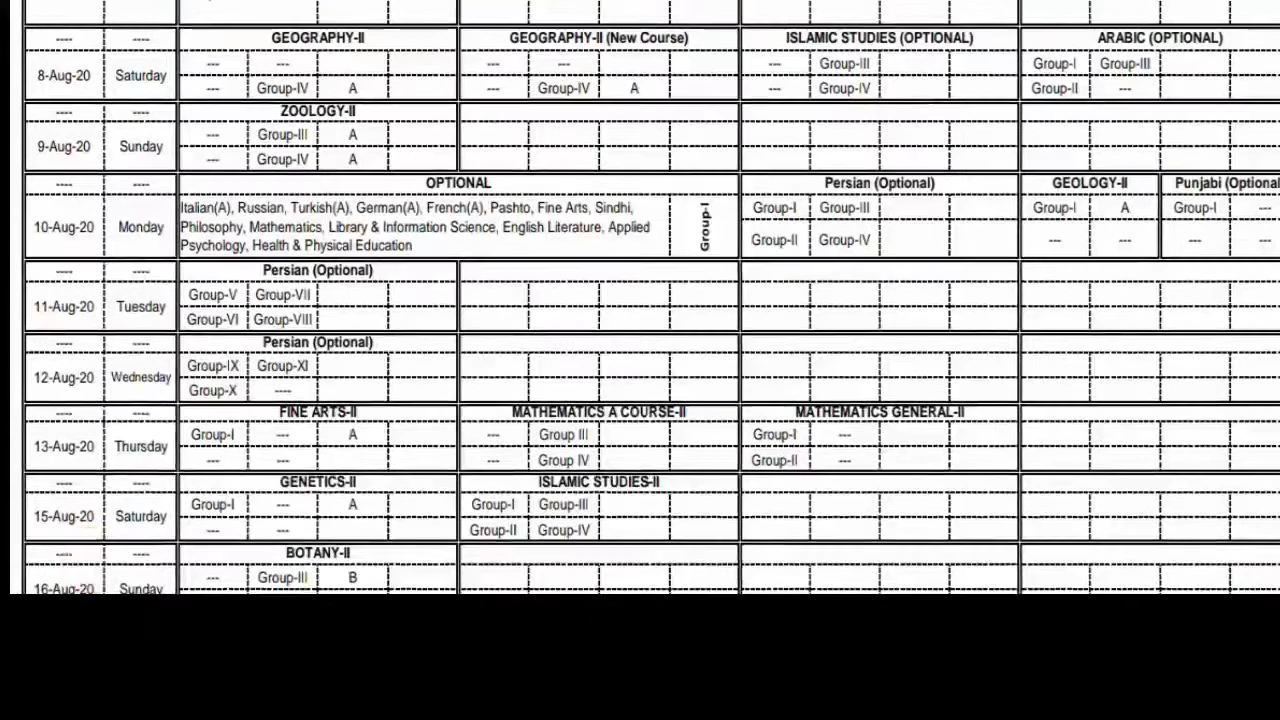 ---- ---- GEOGRAPHY-II GEOGRAPHY-II (New Course) ISLAMIC STUDIES (OPTIONAL) ARABIC (OPTIONAL)
--- --- --- --- --- Group-III Group-I Group-III
8-Aug-20 Saturday
--- Group-IV A --- Group-IV A --- Group-IV Group-II ---
---- ---- ZOOLOGY-II
--- Group-III A
9-Aug-20 Sunday
--- Group-IV A
---- ---- OPTIONAL Persian (Optional) GEOLOGY-II Punjabi (Optional
Italian(A), Russian, Turkish(A), German(A), French(A), Pashto, Fine Arts, Sindhi, Group-I Group-III Group-I A Group-I ---
10-Aug-20 Monday Philosophy, Mathematics, Library & Information Science, English Literature, Applied Group-I
Psychology, Health & Physical Education Group-II Group-IV --- --- --- ---
---- ---- Persian (Optional)
Group-V Group-VII
11-Aug-20 Tuesday
Group-VI Group-VIII
---- ---- Persian (Optional)
Group-IX Group-XI
12-Aug-20 Wednesday
Group-X ----
---- ---- FINE ARTS-II MATHEMATICS A COURSE-II MATHEMATICS GENERAL-II
Group-I --- A --- Group III Group-I ---
13-Aug-20 Thursday
--- --- --- Group IV Group-II ---
---- ---- GENETICS-II ISLAMIC STUDIES-II
Group-I --- A Group-I Group-III
15-Aug-20 Saturday
--- --- Group-II Group-IV
---- ---- BOTANY-II
--- Group-III B
16-Aug-20 Sunday